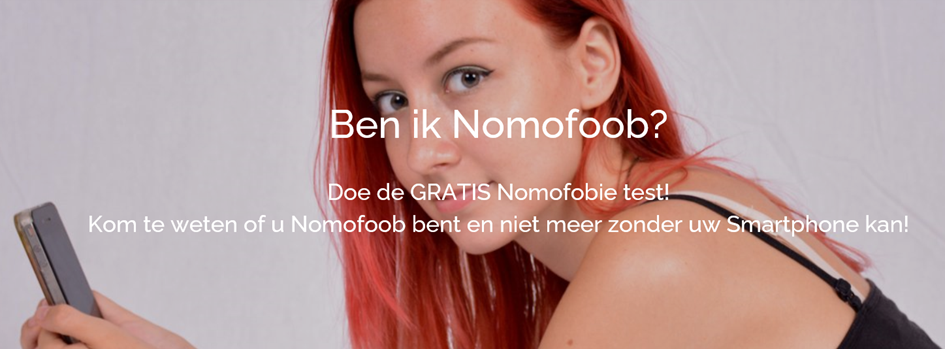 Ben ik Nomofoob?
Doe de GRATIS Nomofobie test!
Kom te weten of u Nomofoob bent en niet meer zonder uw Smartphone kan!